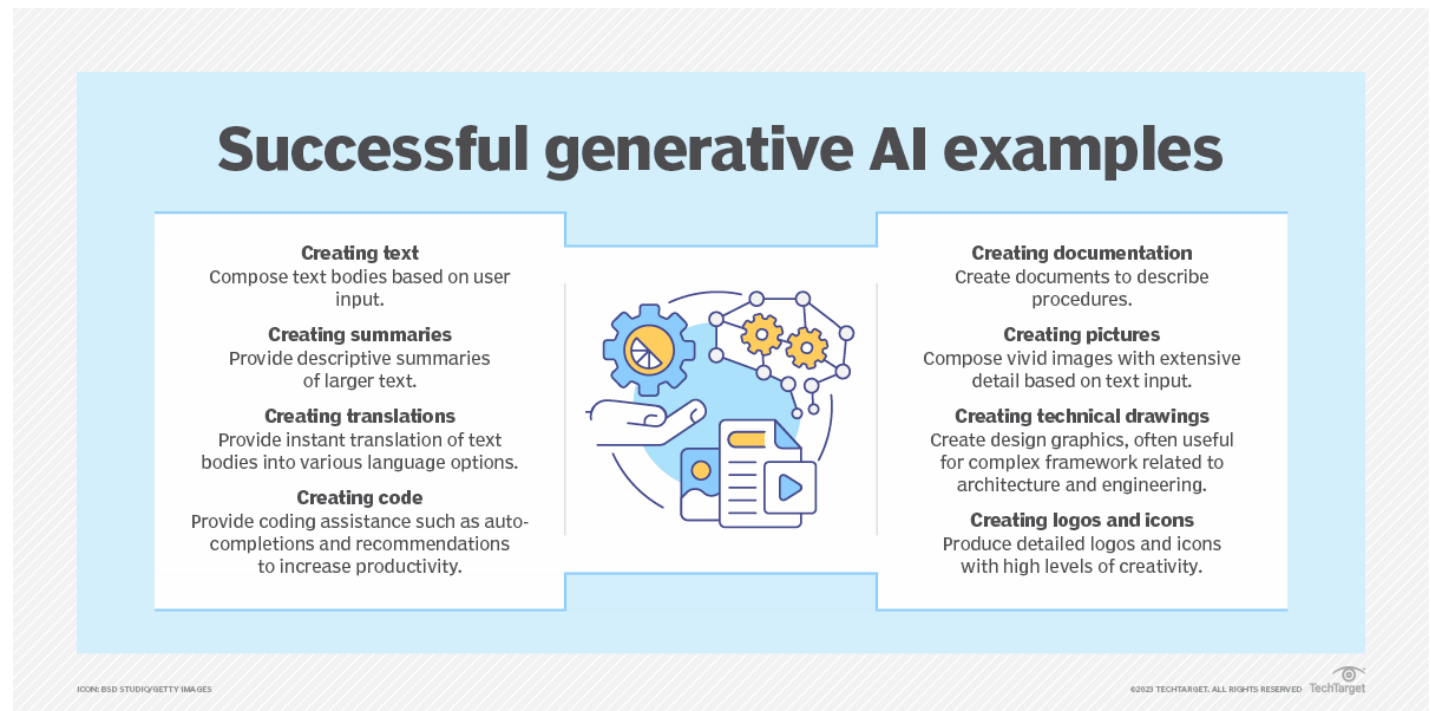 Successful generative AI examples
Creating text
Compose text bodies based on user
input.
Creating summaries
Provide descriptive summaries
of larger text.
Creating translations
Provide instant translation of text
bodies into various language options.
Creating code
Provide coding assistance such as auto-
completions and recommendations
to increase productivity.
Creating documentation
Create documents to describe
procedures.
Creating pictures
Compose vivid images with extensive
detail based on text input.
Creating technical drawings
Create design graphics, often useful
for complex framework related to
architecture and engineering.
Creating logos and icons
Produce detailed logos and icons
with high levels of creativity.
ICON: BSD STUDIO/GETTY IMAGES
©2023 TECHTARGET. ALL RIGHTS RESERVED TechTarget